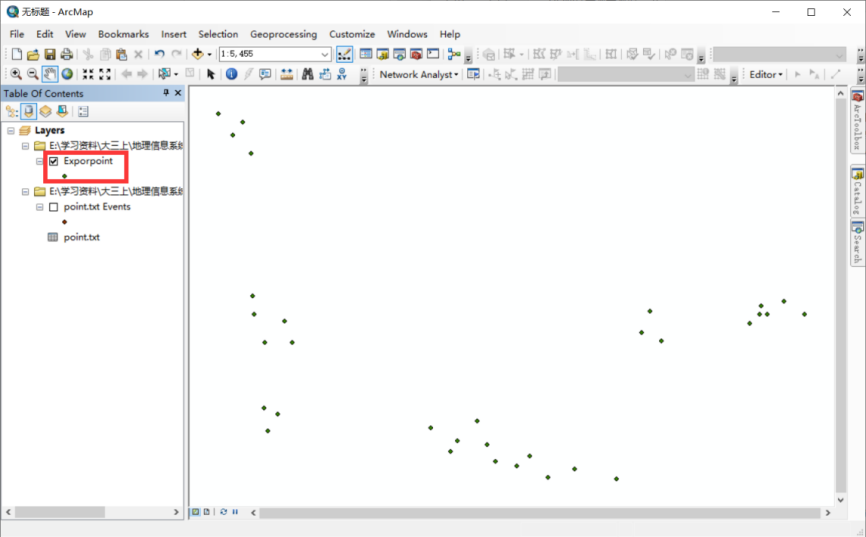 无标题 - ArcMap
File Edit View Bookmarks Insert Selection Geoprocessing Customize Windows Help
1:5,455
Network Analyst
Editor
Table Of Contents
Layers
E:\学习资料\大三上\地理信息系统
Exporpoint
E:\学习资料\大三上\地理信息系统
point.txt Events
point.txt
ArcToolbox
Catalog
Search